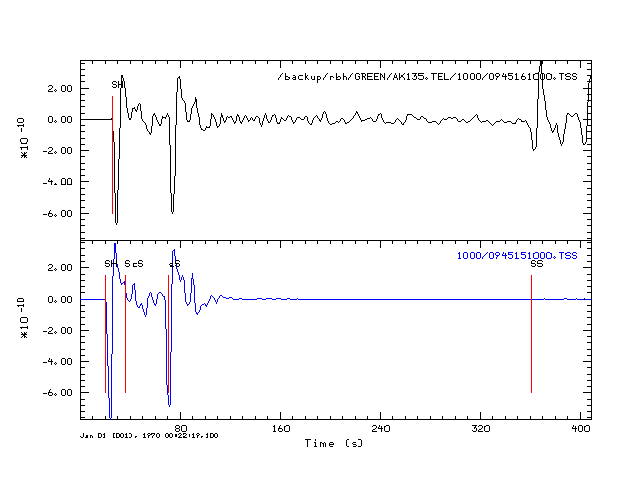 /backup/rbh/GREEN/AK135.TEL/1000/0945161000.TSS
SH
2.00
0.00
-2.00
-4.00
-6.00
*10 -10
1000/0945151000.TSS
SH ScS sS SS
2.00
0.00
-2.00
-4.00
-6.00
*10 -10
80 160 240 320 400
Jan 01 (001), 1970 00:22:19.100
Time (s)